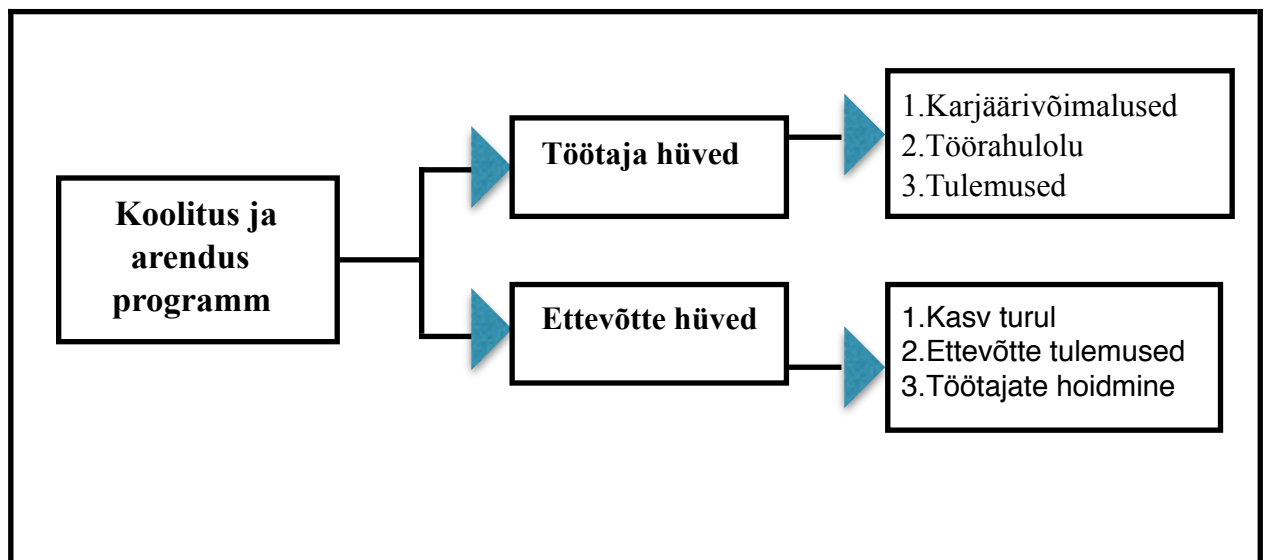 Koolitus ja
arendus
programm
Töötaja hüved
1.Karjäärivõimalused
2.Töörahulolu
3.Tulemused
Ettevõtte hüved
1.Kasv turul
2.Ettevõtte tulemused
3.Töötajate hoidmine